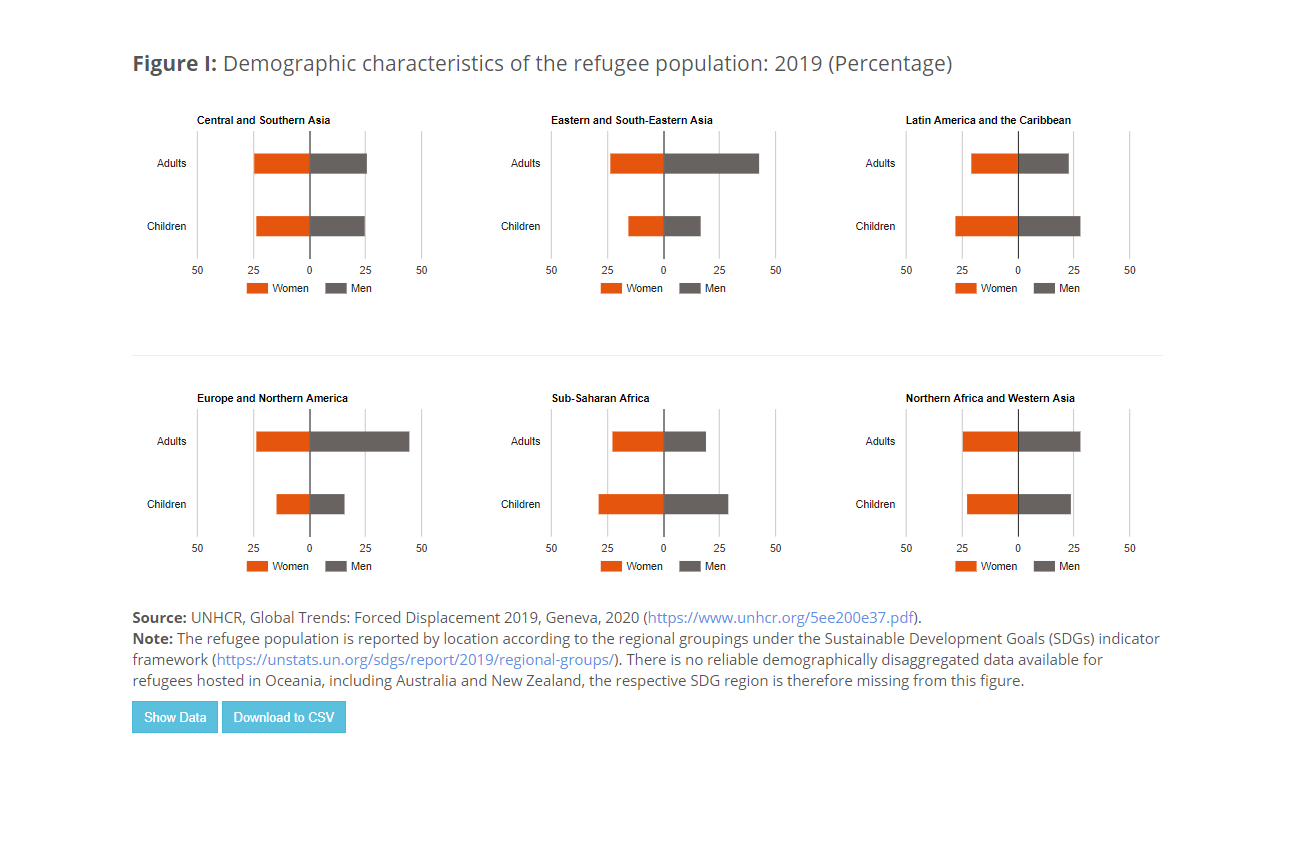 Figure I: Demographic characteristics of the refugee population: 2019 (Percentage)
Central and Southern Asia
Adults
Children
50 25 0 25 50
Women Men
Eastern and South-Eastern Asia
Adults
Children
50 25 0 25 50
Women Men
Latin America and the Caribbean
Adults
Children
50 25 0 25 50
Women Men
Europe and Northern America
Adults
Children
50 25 0 25 50
Women Men
Sub-Saharan Africa
Adults
Children
50 25 0 25 50
Women Men
Northern Africa and Western Asia
Adults
Children
50 25 0 25 50
Women Men
Source: UNHCR, Global Trends: Forced Displacement 2019, Geneva, 2020 (https://www.unhcr.org/5ee200e37.pdf).
Note: The refugee population is reported by location according to the regional groupings under the Sustainable Development Goals (SDGs) indicator
framework (https://unstats.un.org/sdgs/report/2019/regional-groups/). There is no reliable demographically disaggregated data available for
refugees hosted in Oceania, including Australia and New Zealand, the respective SDG region is therefore missing from this figure.
Show Data Download to CSV